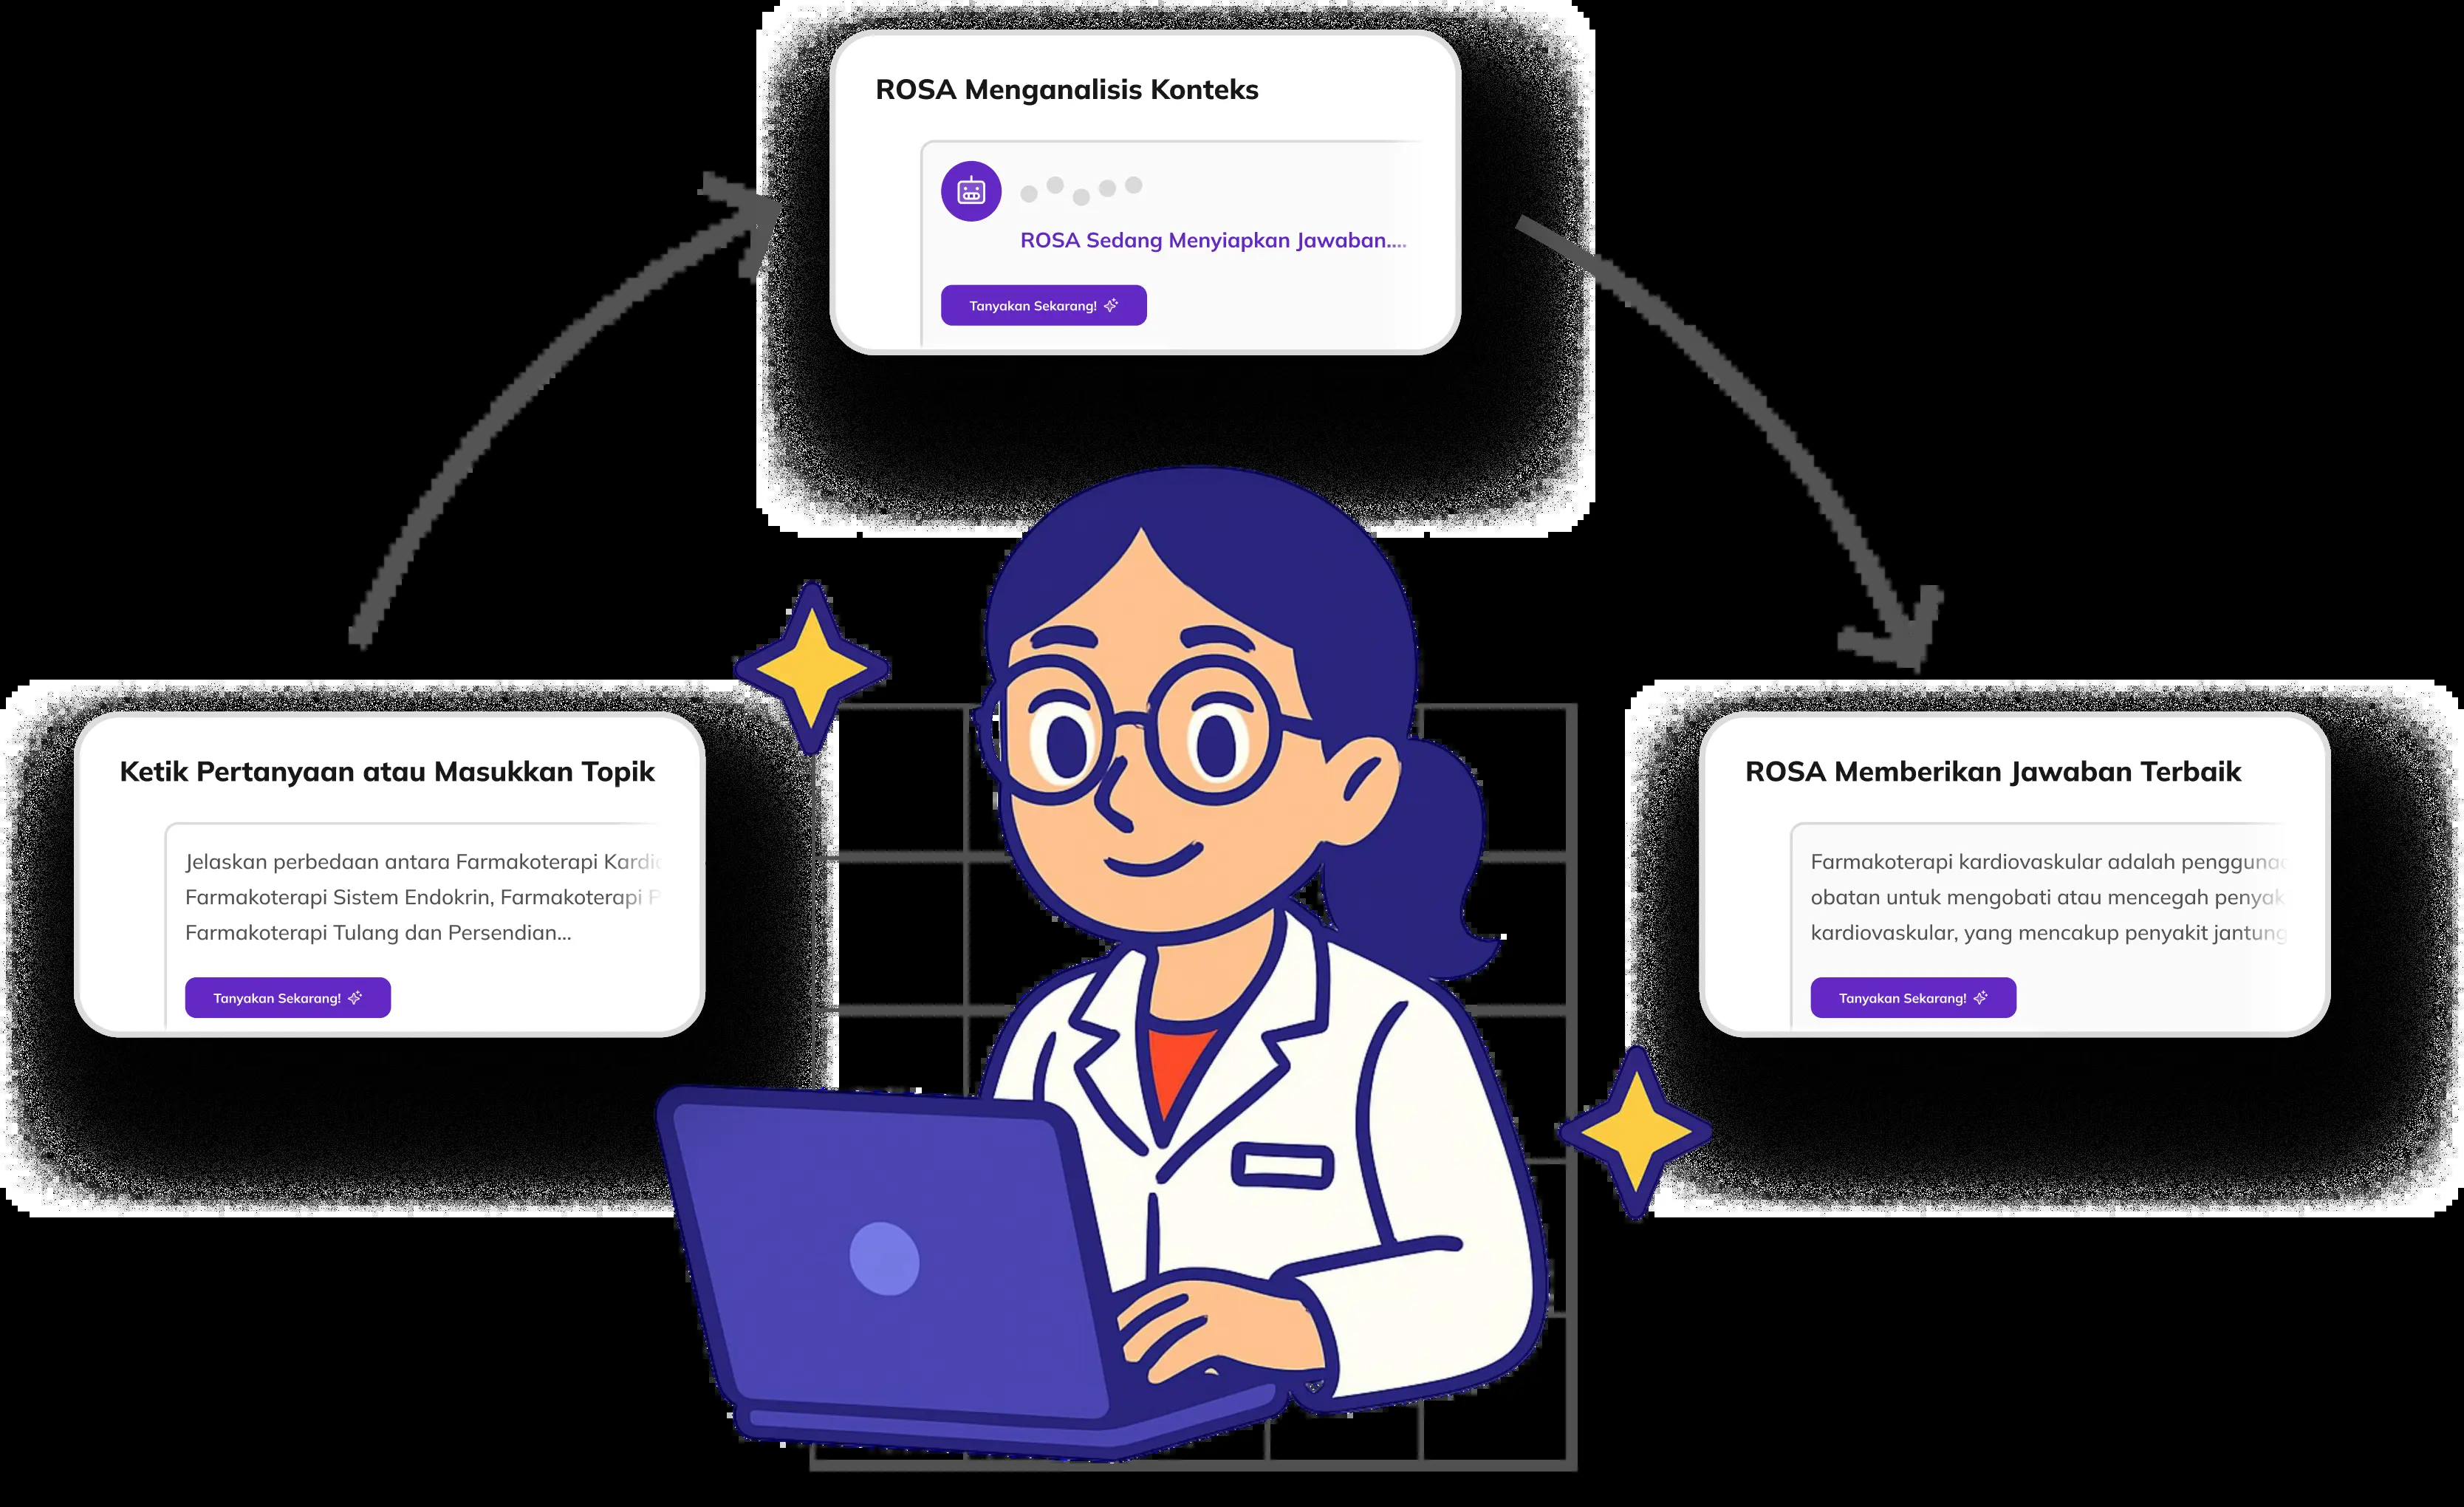 ROSA Menganalisis Konteks
ROSA Sedang Menyiapkan Jawaban....
Tanyakan Sekarang!
Ketik Pertanyaan atau Masukkan Topik
Jelaskan perbedaan antara Farmakoterapi
Farmakoterapi Sistem Endokrin, Farmakoterapi
Farmakoterapi Tulang dan Persendian...
Tanyakan Sekarang!
ROSA Memberikan Jawaban Terbaik
Farmakoterapi kardiovaskular adalah
obatan untuk mengobati atau mencegah
kardiovaskular, yang mencakup penyakit jantung
Tanyakan Sekarang!